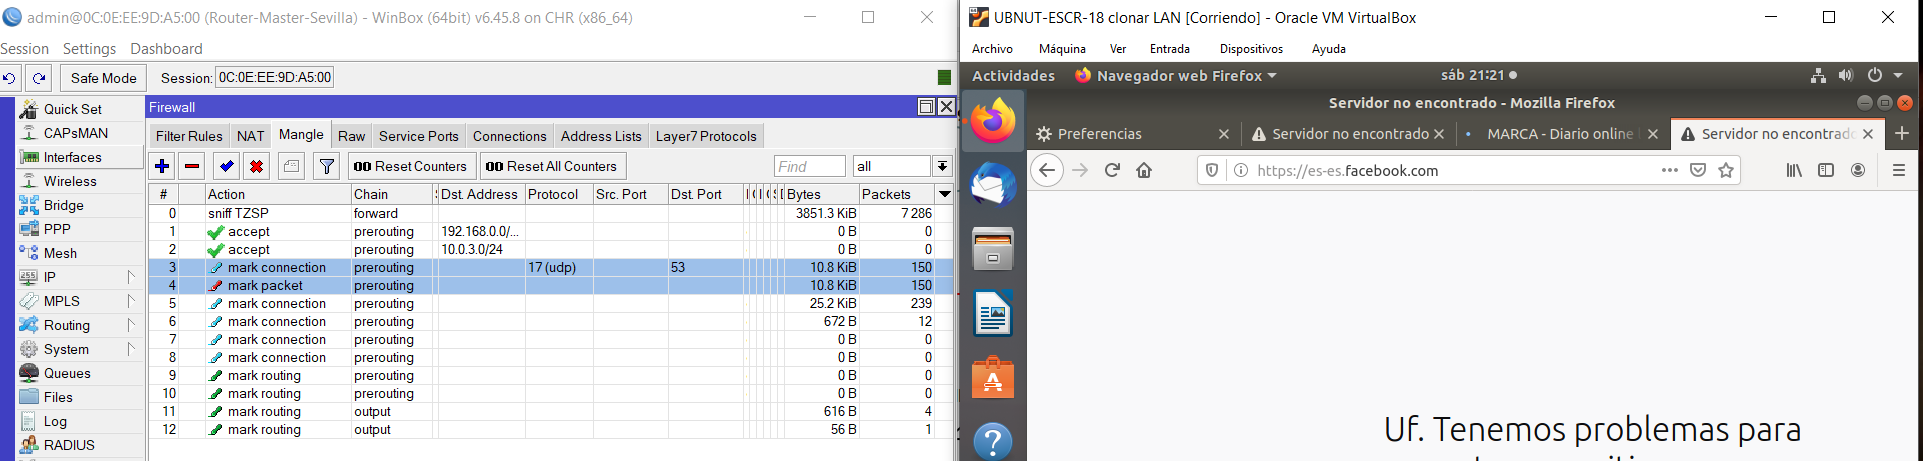 admin@0C:0E:EE:9D:A5:00 (Router-Master-Sevilla) - WinBox (64bit) v6.45.8 on CHR (x86_64)
Session Settings Dashboard
Safe Mode Session: 0C:0E:EE:9D:A5:00
Quick Set
CAPsMAN
Interfaces
Wireless
Bridge
PPP
Mesh
IP
MPLS
Routing
System
Queues
Files
Log
RADIUS
Firewall
Filter Rules NAT Mangle Raw Service Ports Connections Address Lists Layer7 Protocols
00 Reset Counters 00 Reset All Counters Find all
# Action Chain Dst. Address Protocol Src. Port Dst. Port Bytes Packets
0 sniff TZSP forward 3851.3 KiB 7 286
1 accept prerouting 192.168.0.0/... 0 B 0
2 accept prerouting 10.0.3.0/24 0 B 0
3 mark connection prerouting 17 (udp) 53 10.8 KiB 150
4 mark packet prerouting 10.8 KiB 150
5 mark connection prerouting 25.2 KiB 239
6 mark connection prerouting 672 B 12
7 mark connection prerouting 0 B 0
8 mark connection prerouting 0 B 0
9 mark routing prerouting 0 B 0
10 mark routing prerouting 0 B 0
11 mark routing output 616 B 4
12 mark routing output 56 B 1
UBNUT-ESCR-18 clonar LAN [Corriendo] - Oracle VM VirtualBox
Archivo Máquina Ver Entrada Dispositivos Ayuda
Actividades Navegador web Firefox sáb 21:21
Servidor no encontrado - Mozilla Firefox
Preferencias Servidor no encontrado MARCA - Diario online Servidor no encontrado
https://es-es.facebook.com
Uf. Tenemos problemas para